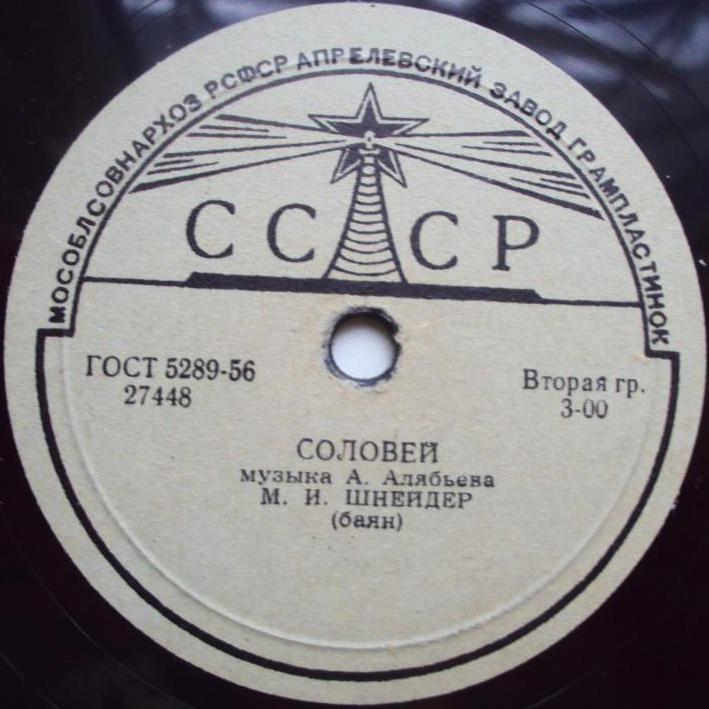 МОСОБЛСОВНАРХОЗ РСФСР АПРЕЛЕВСКИЙ ЗАВОД ГРАМПЛАСТИНОК
СССР
ГОСТ 5289-56
27448
Вторая гр.
3-00
СОЛОВЕЙ
музыка А. Алябьева
М. И. ШНЕЙДЕР
(баян)